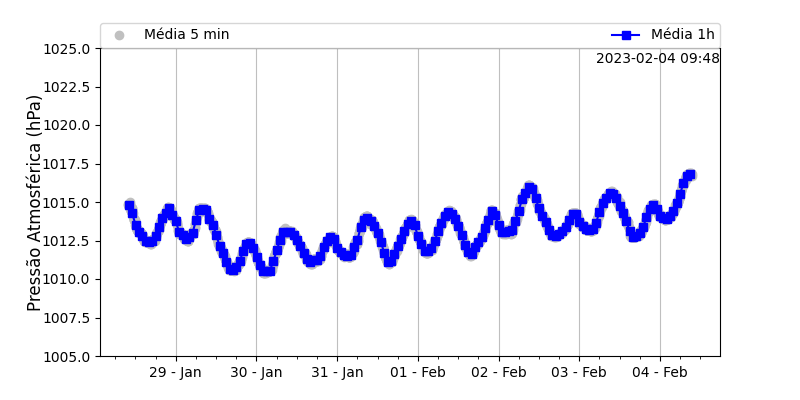 Média 5 min
Média 1h
2023-02-04 09:48
Pressão Atmosférica (hPa)
1025.0
1022.5
1020.0
1017.5
1015.0
1012.5
1010.0
1007.5
1005.0
29 - Jan
30 - Jan
31 - Jan
01 - Feb
02 - Feb
03 - Feb
04 - Feb